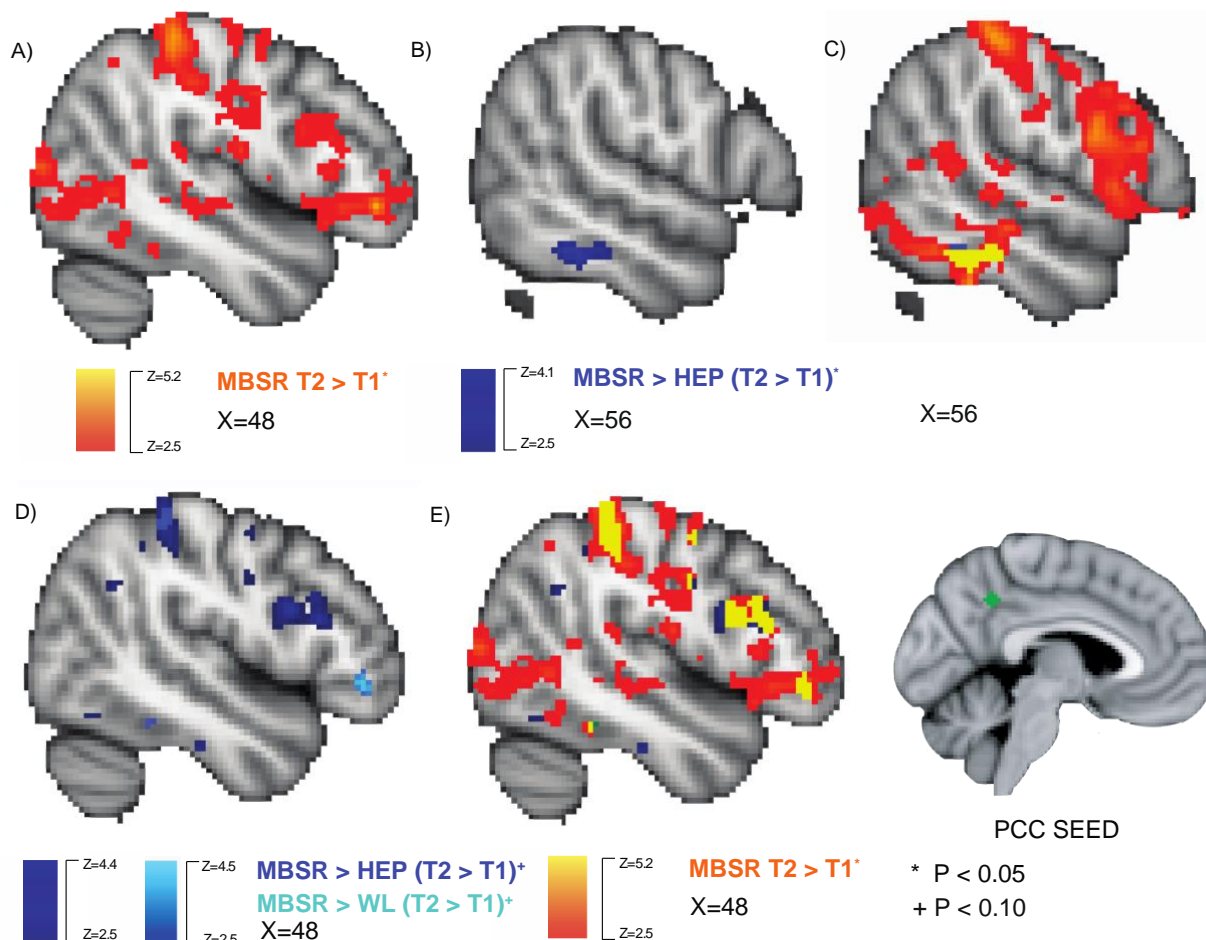 A)
B)
C)
Z=5.2
Z=2.5
MBSR T2 > T1*
X=48
Z=4.1
Z=2.5
MBSR > HEP (T2 > T1)*
X=56
X=56
D)
E)
PCC SEED
Z=4.4
Z=2.5
Z=4.5
Z=2.5
MBSR > HEP (T2 > T1)+
MBSR > WL (T2 > T1)+
X=48
Z=5.2
Z=2.5
MBSR T2 > T1*
X=48
* P < 0.05
+ P < 0.10